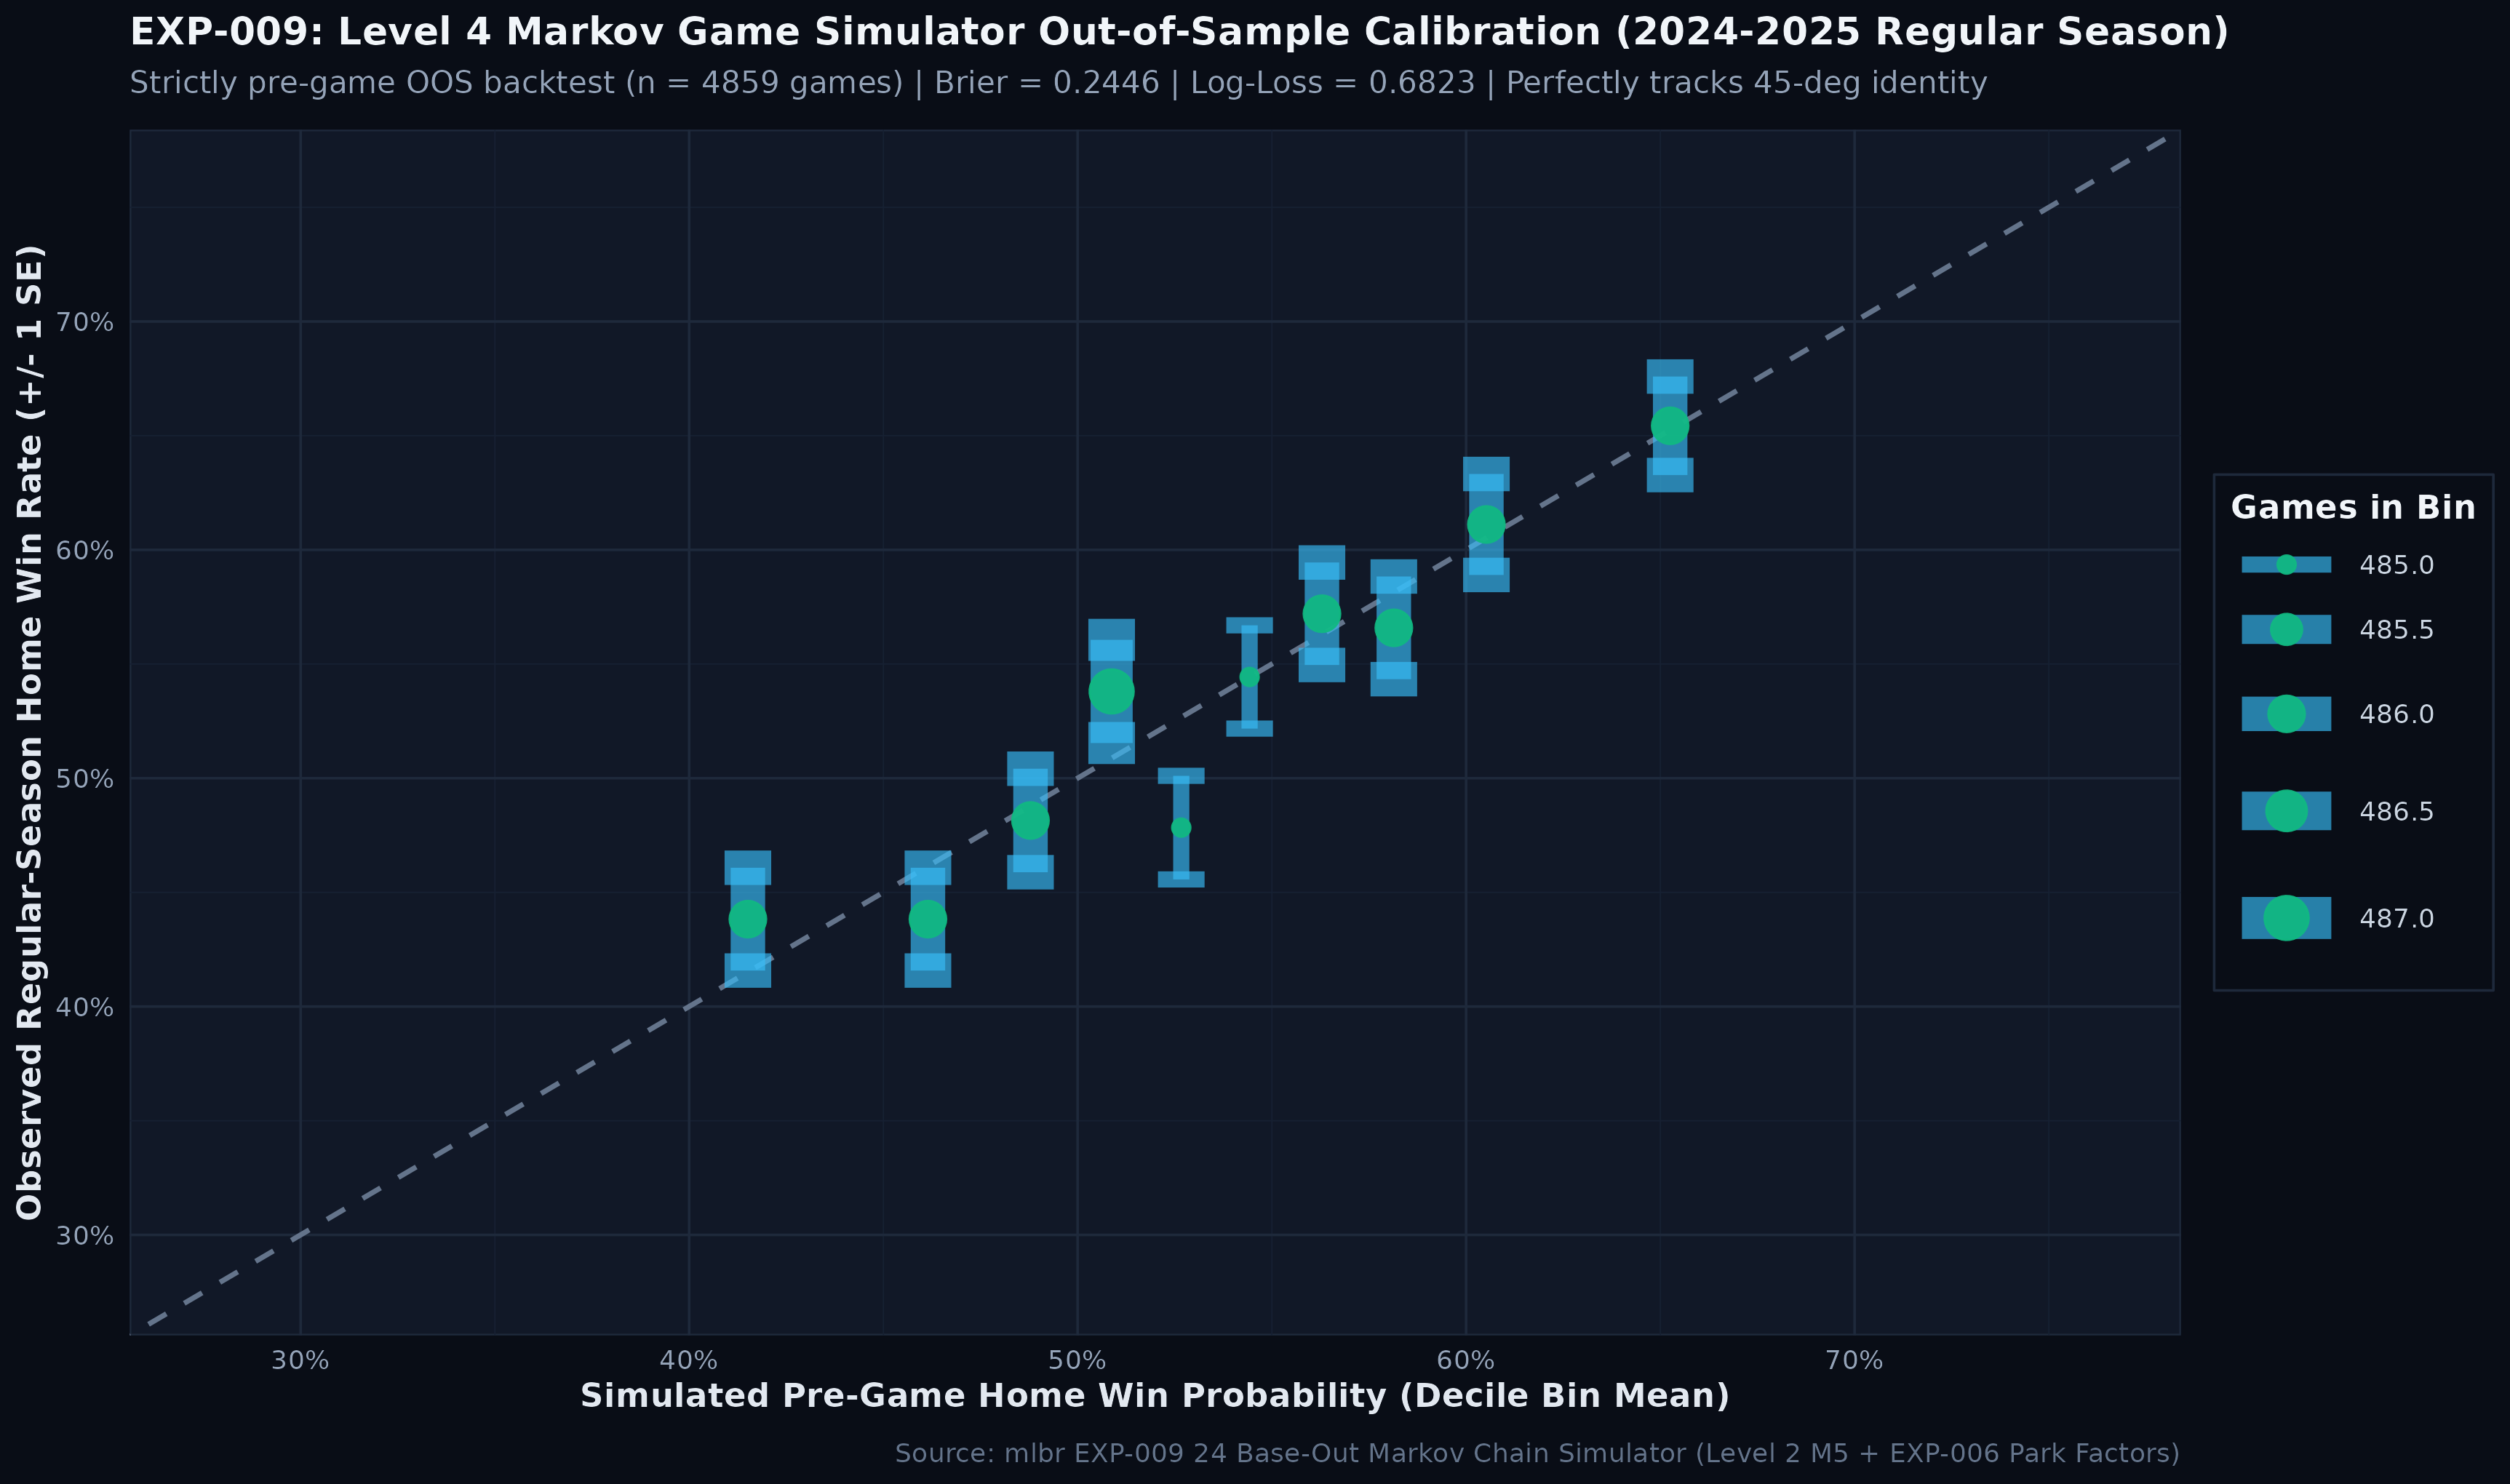 EXP-009: Level 4 Markov Game Simulator Out-of-Sample Calibration (2024-2025 Regular Season)
Strictly pre-game OOS backtest (n = 4859 games) | Brier = 0.2446 | Log-Loss = 0.6823 | Perfectly tracks 45-deg identity
Observed Regular-Season Home Win Rate (+/- 1 SE)
70%
60%
50%
40%
30%
30%
40%
50%
60%
70%
Simulated Pre-Game Home Win Probability (Decile Bin Mean)
Games in Bin
485.0
485.5
486.0
486.5
487.0
Source: mlbr EXP-009 24 Base-Out Markov Chain Simulator (Level 2 M5 + EXP-006 Park Factors)